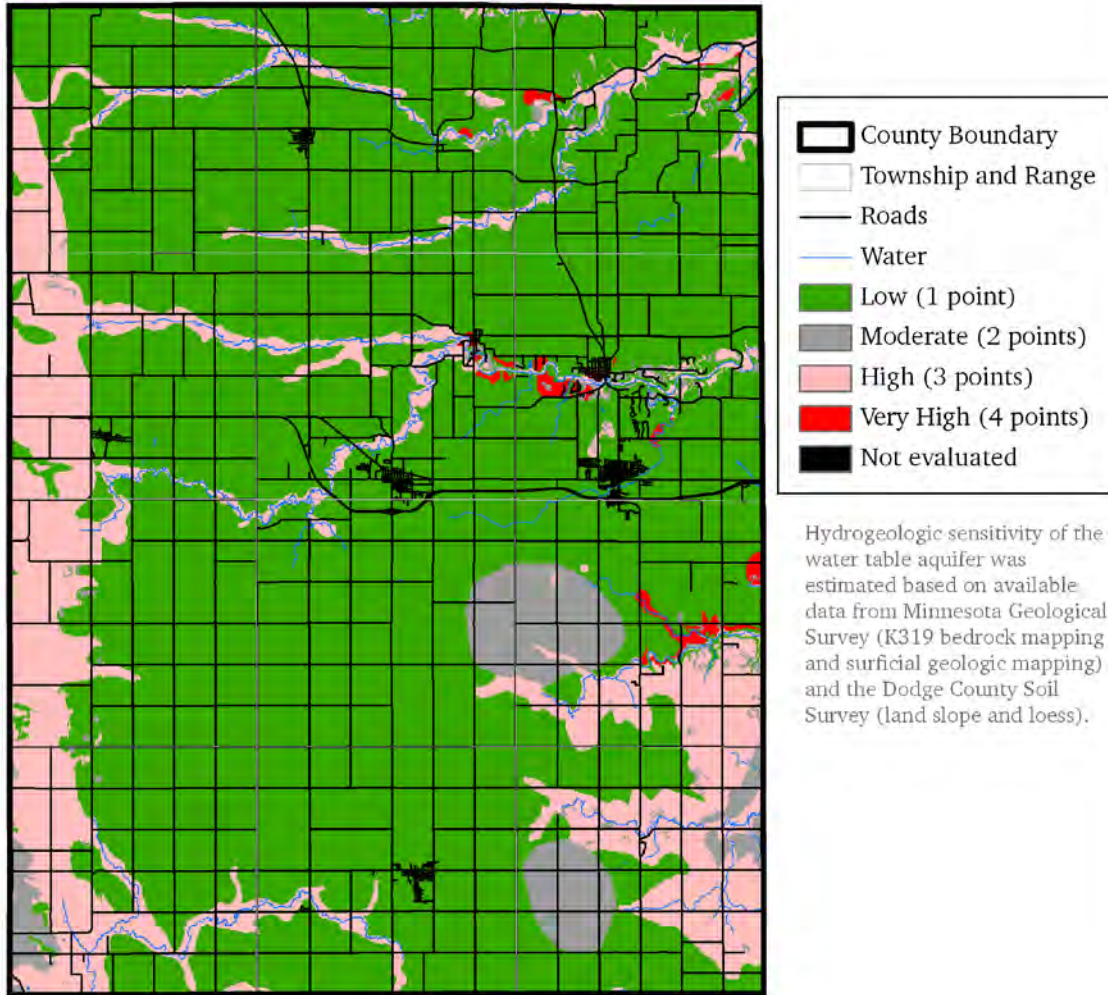 County Boundary
Township and Range
Roads
Water
Low (1 point)
Moderate (2 points)
High (3 points)
Very High (4 points)
Not evaluated
Hydrogeologic sensitivity of the
water table aquifer was
estimated based on available
data from Minnesota Geological
Survey (K319 bedrock mapping
and surficial geologic mapping)
and the Dodge County Soil
Survey (land slope and loess).